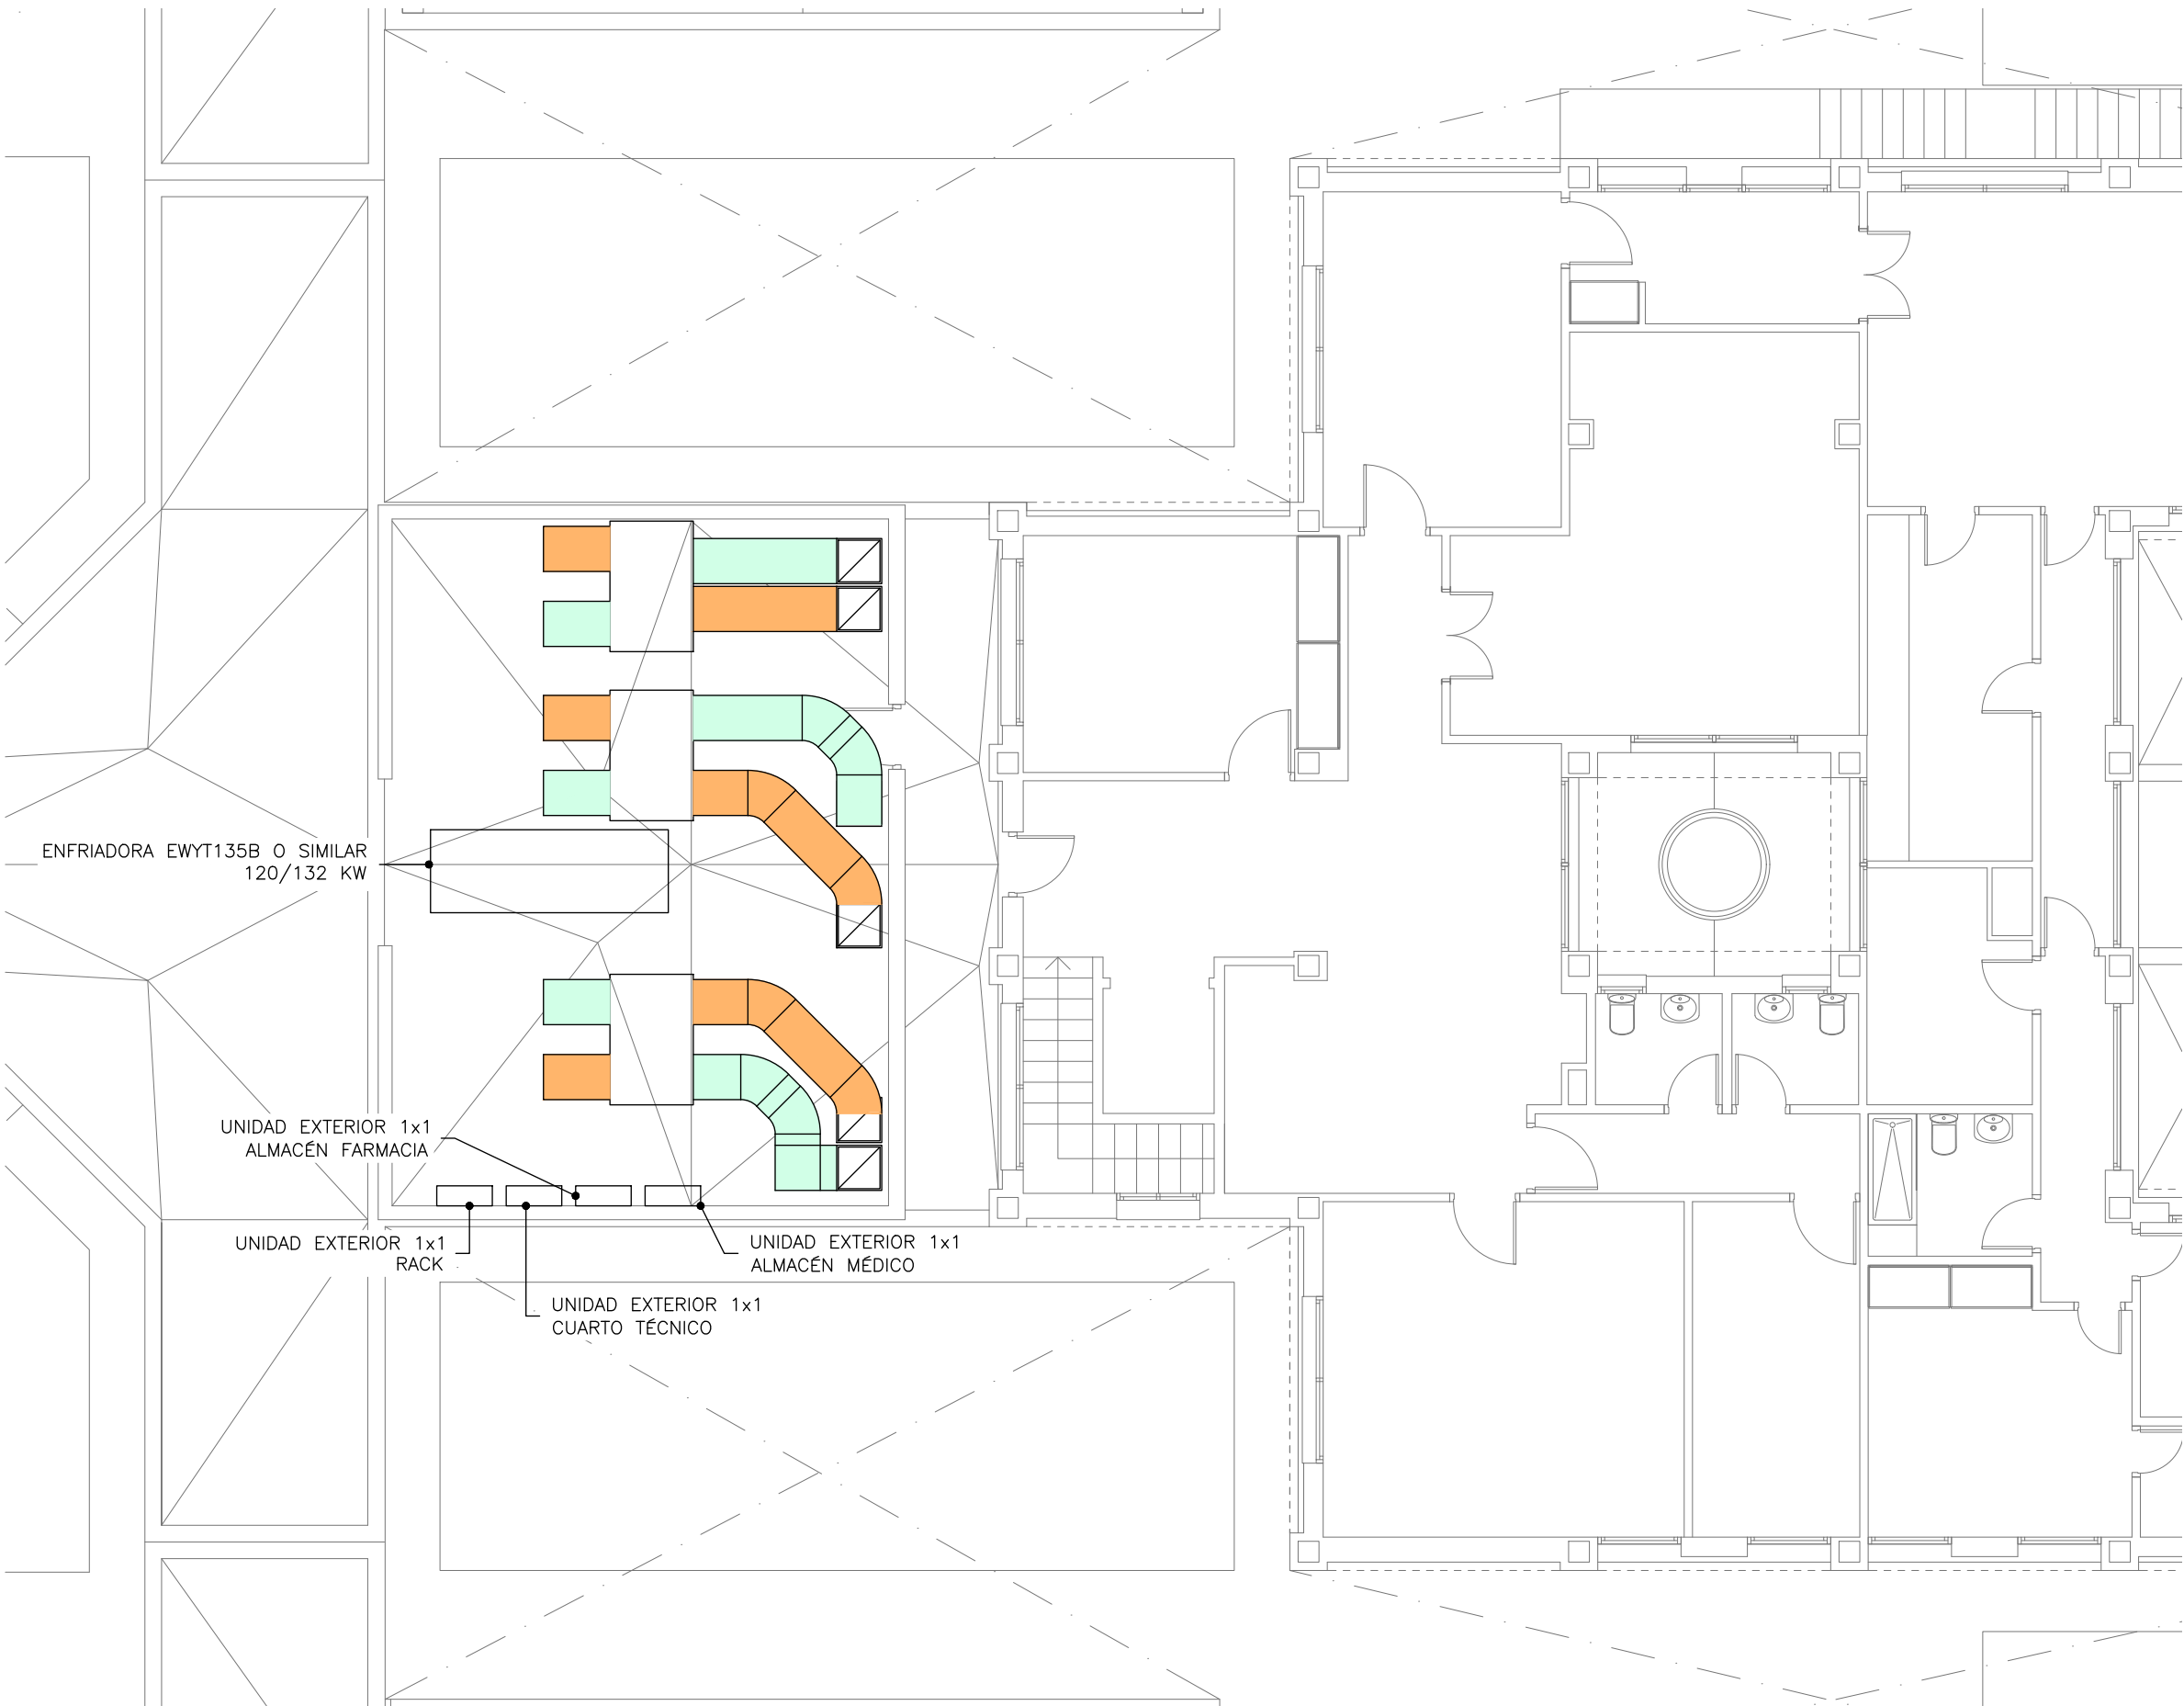 ENFRIADORA EWYT135B O SIMILAR
120/132 KW
UNIDAD EXTERIOR 1x1
ALMACÉN FARMACIA
UNIDAD EXTERIOR 1x1
RACK
UNIDAD EXTERIOR 1x1
ALMACÉN MÉDICO
UNIDAD EXTERIOR 1x1
CUARTO TÉCNICO